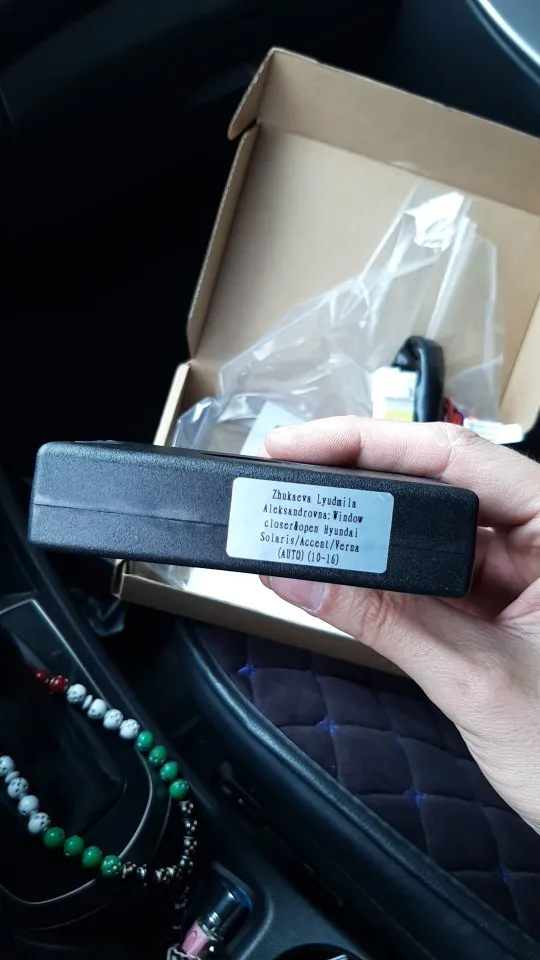 Zhukaeva Lyudmila
Aleksandrovna:Window
closer&open Hyundai
Solaris/Accent/Verna
(AUTO)(10-16)